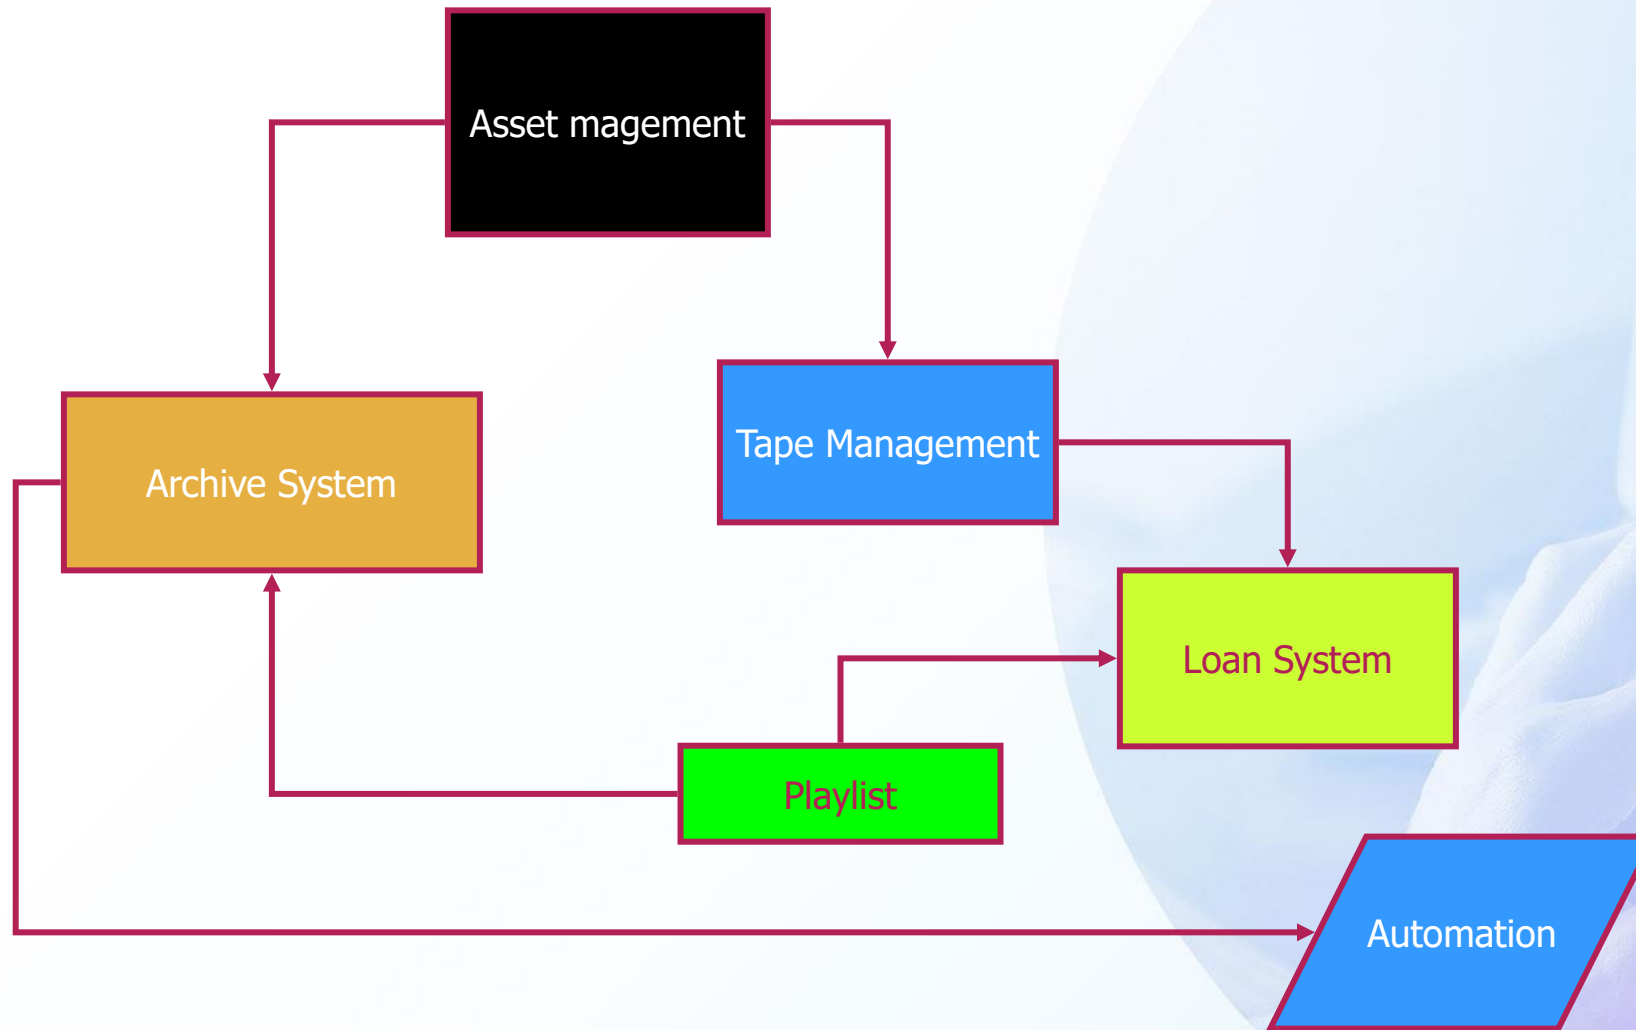 Asset magement
Tape Management
Archive System
Loan System
Playlist
Automation